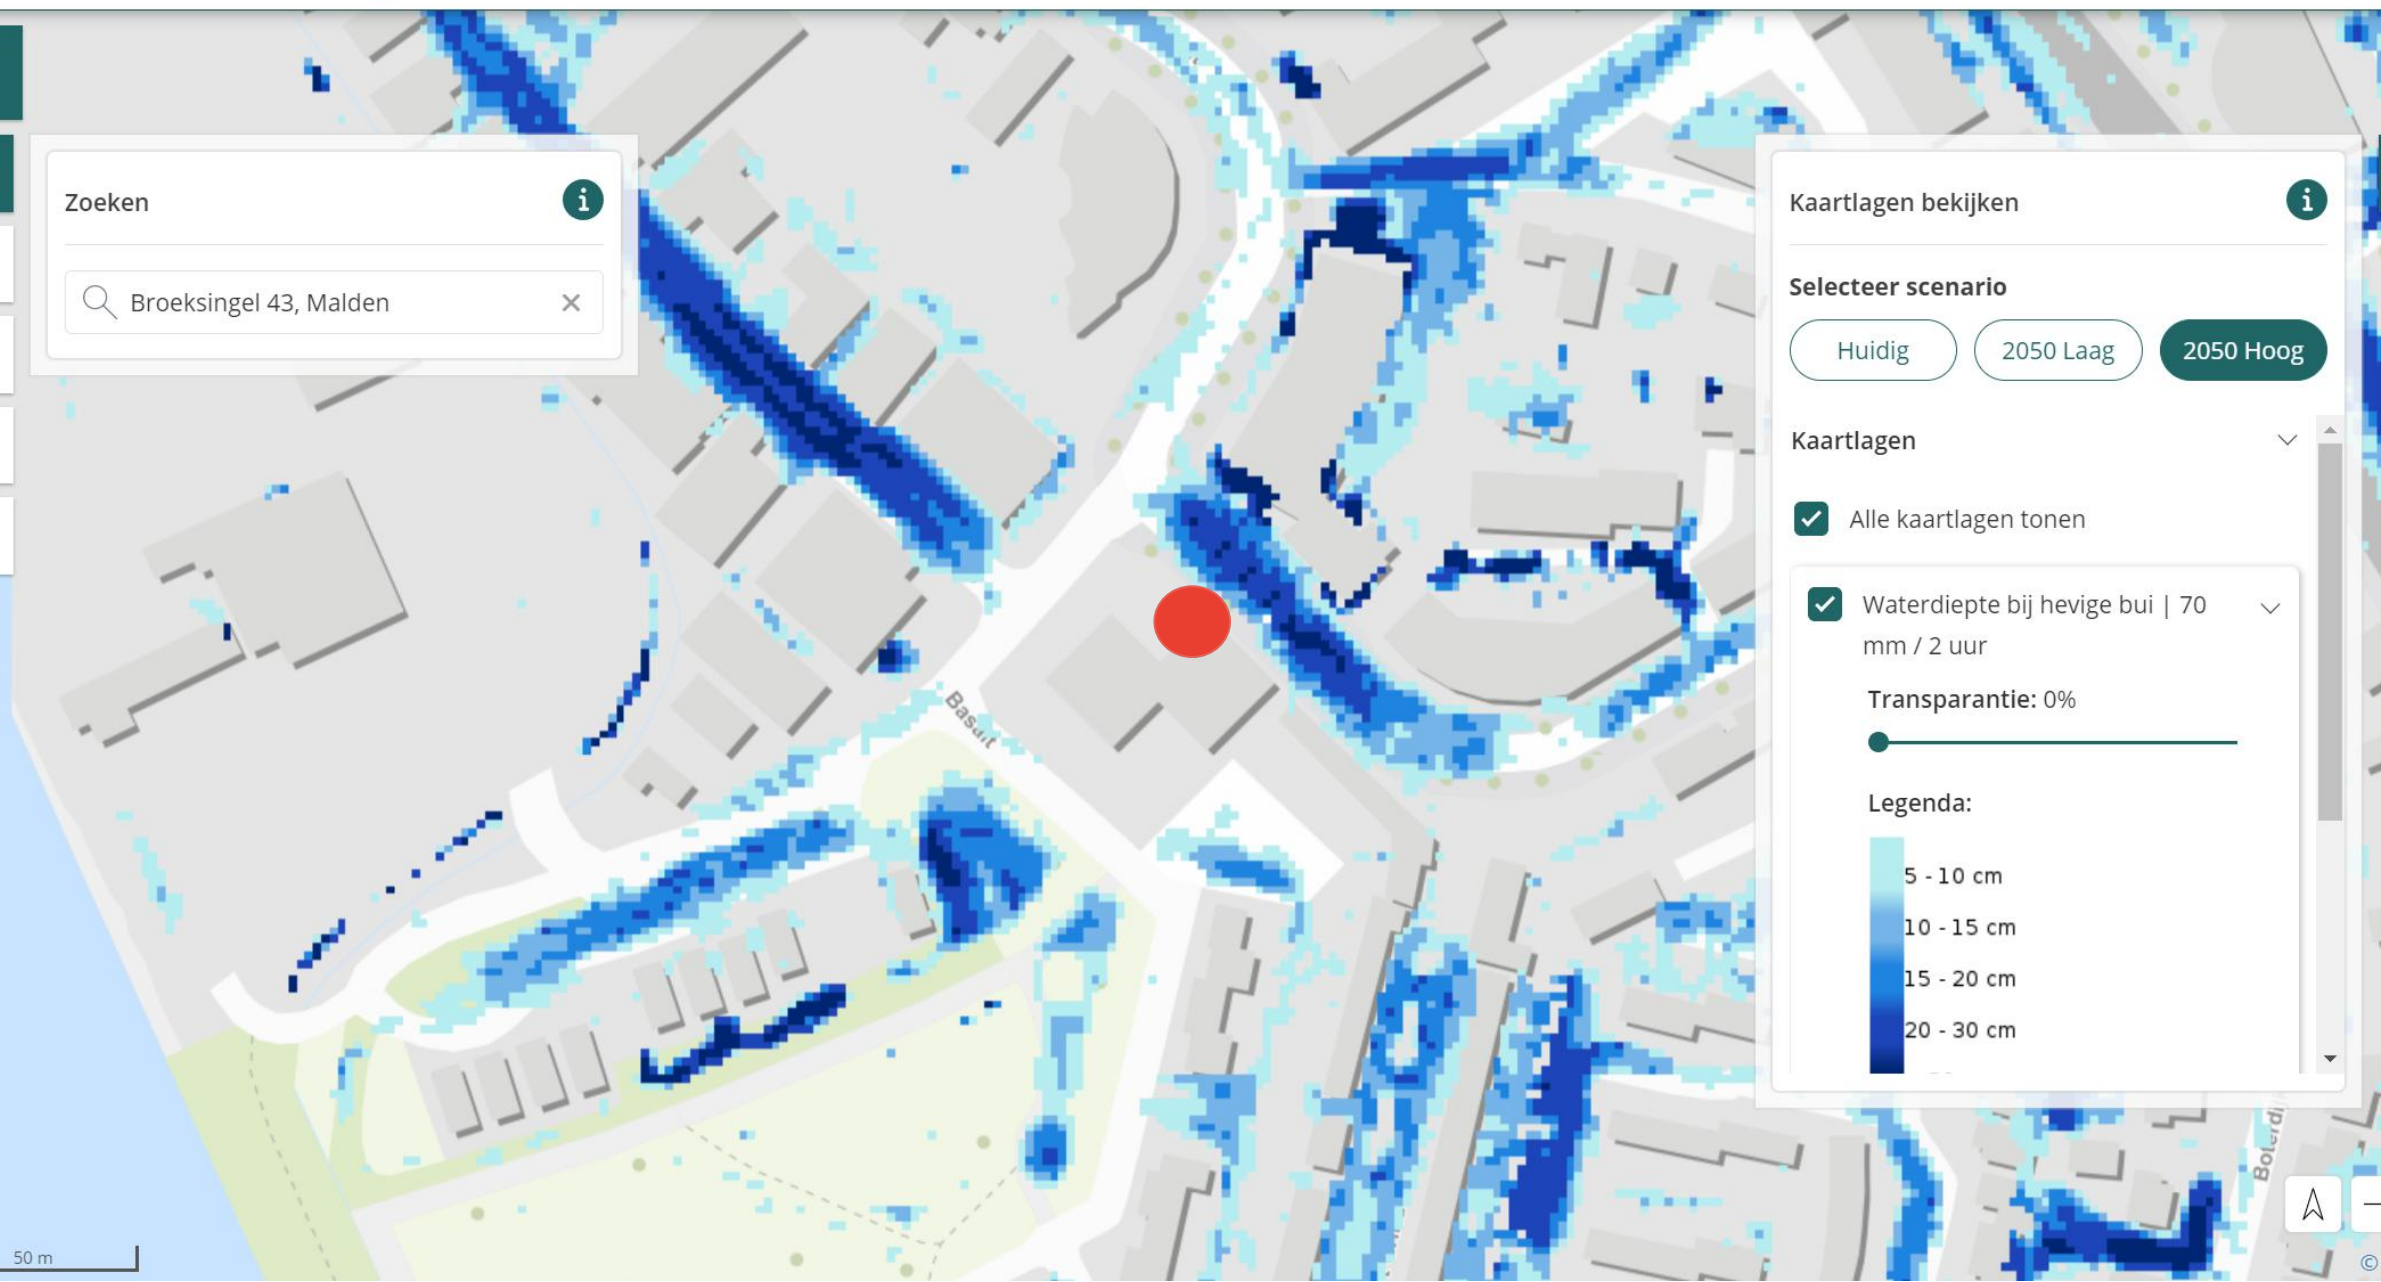 Zoeken
Broeksingel 43, Malden
Kaartlagen bekijken
Selecteer scenario
Huidig
2050 Laag
2050 Hoog
Kaartlagen
Alle kaartlagen tonen
Waterdiepte bij hevige bui | 70
mm / 2 uur
Transparantie: 0%
Legenda:
5 - 10 cm
10 - 15 cm
15 - 20 cm
20 - 30 cm
Basalt
50 m
©